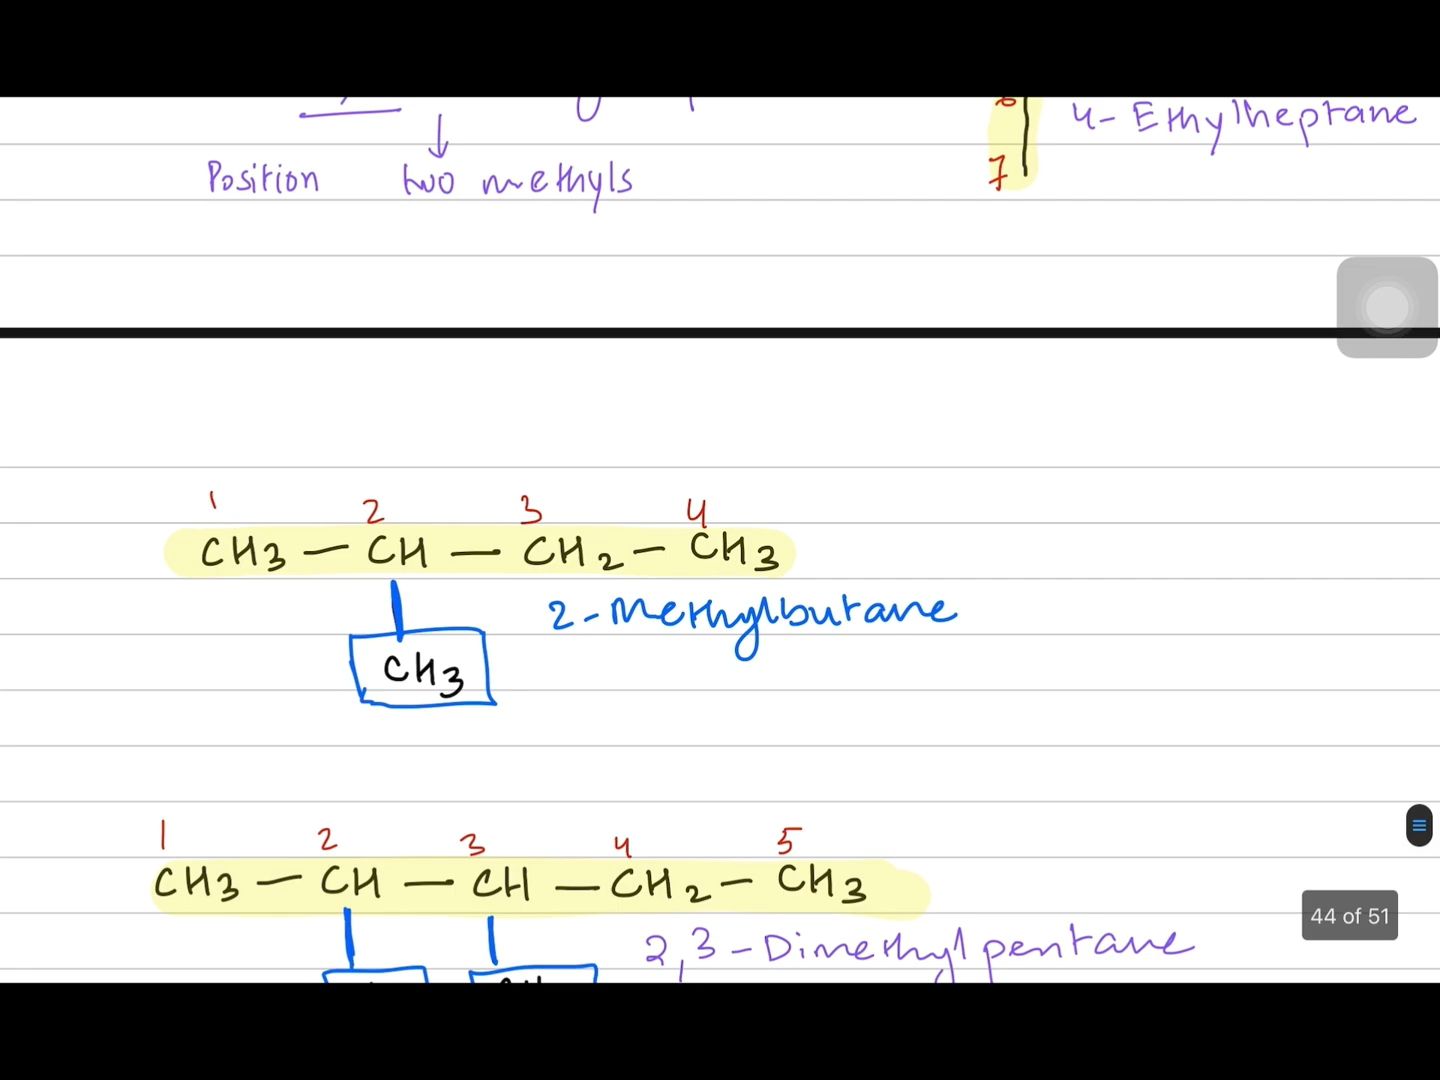 4- Ethylheptane
7
Position two methyls
1 2 3 4
CH3 — CH — CH2 — CH3
2-Methylbutane
CH3
1 2 3 4 5
CH3 — CH — CH — CH2 — CH3
44 of 51
2,3-Dimethylpentane